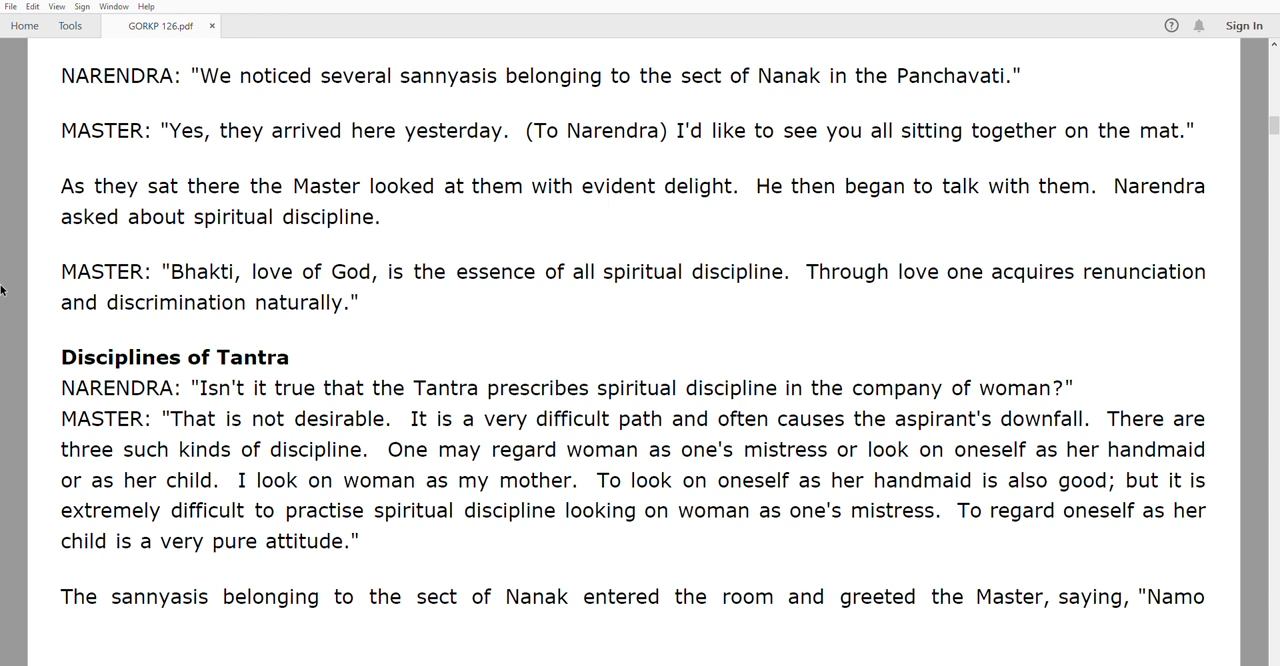 File Edit View Sign Window Help
Home Tools GORKP 126.pdf × ? Sign In
NARENDRA: "We noticed several sannyasis belonging to the sect of Nanak in the Panchavati."
MASTER: "Yes, they arrived here yesterday. (To Narendra) I'd like to see you all sitting together on the mat."
As they sat there the Master looked at them with evident delight. He then began to talk with them. Narendra
asked about spiritual discipline.
MASTER: "Bhakti, love of God, is the essence of all spiritual discipline. Through love one acquires renunciation
and discrimination naturally."
Disciplines of Tantra
NARENDRA: "Isn't it true that the Tantra prescribes spiritual discipline in the company of woman?"
MASTER: "That is not desirable. It is a very difficult path and often causes the aspirant's downfall. There are
three such kinds of discipline. One may regard woman as one's mistress or look on oneself as her handmaid
or as her child. I look on woman as my mother. To look on oneself as her handmaid is also good; but it is
extremely difficult to practise spiritual discipline looking on woman as one's mistress. To regard oneself as her
child is a very pure attitude."
The sannyasis belonging to the sect of Nanak entered the room and greeted the Master, saying, "Namo